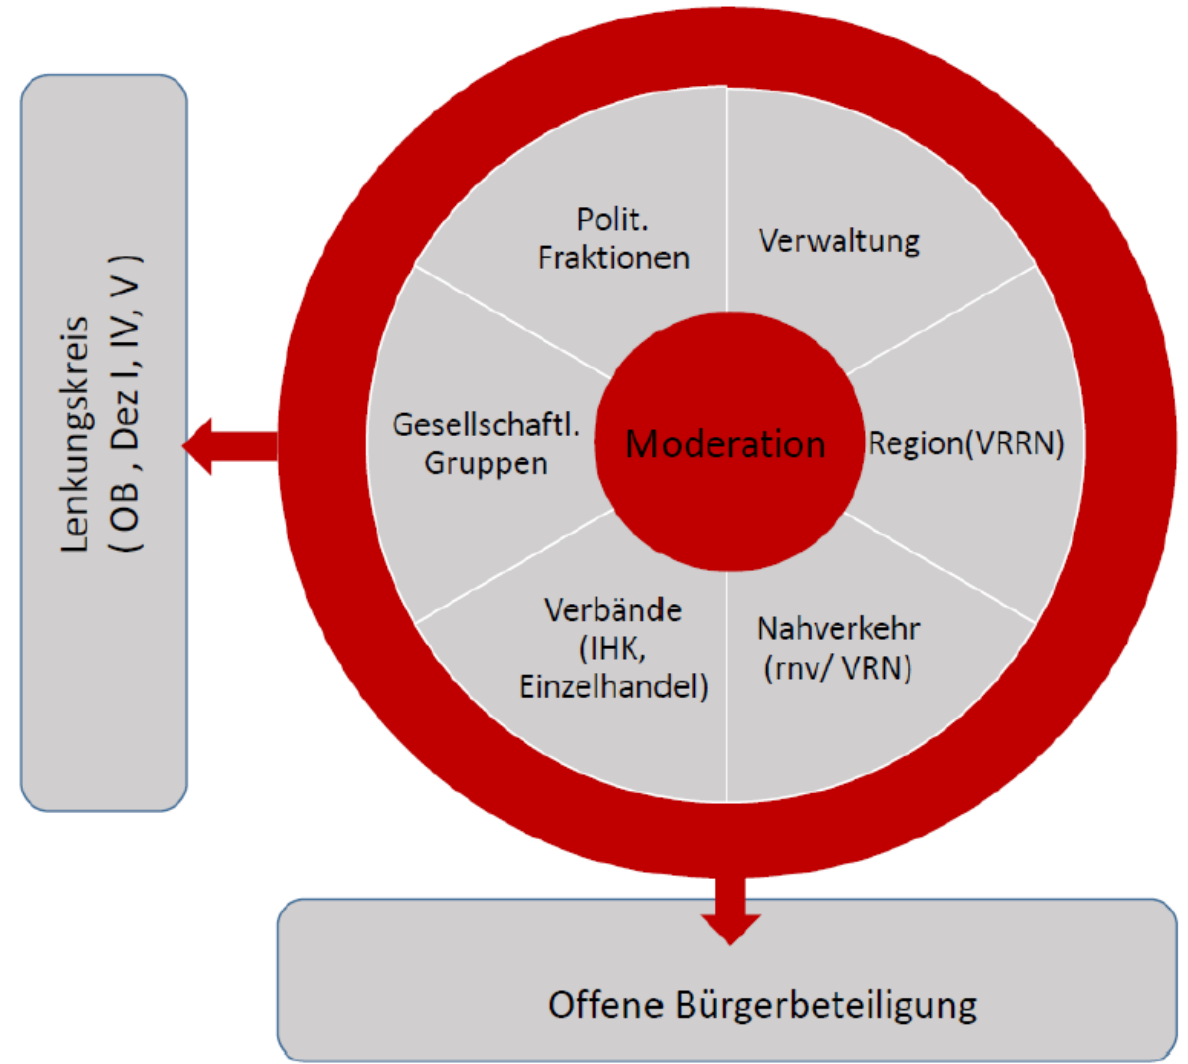 Lenkungskreis
( OB , Dez I, IV, V )
Polit.
Fraktionen
Verwaltung
Gesellschaftl.
Gruppen
Moderation
Region(VRRN)
Verbände
(IHK,
Einzelhandel)
Nahverkehr
(rnv/ VRN)
Offene Bürgerbeteiligung